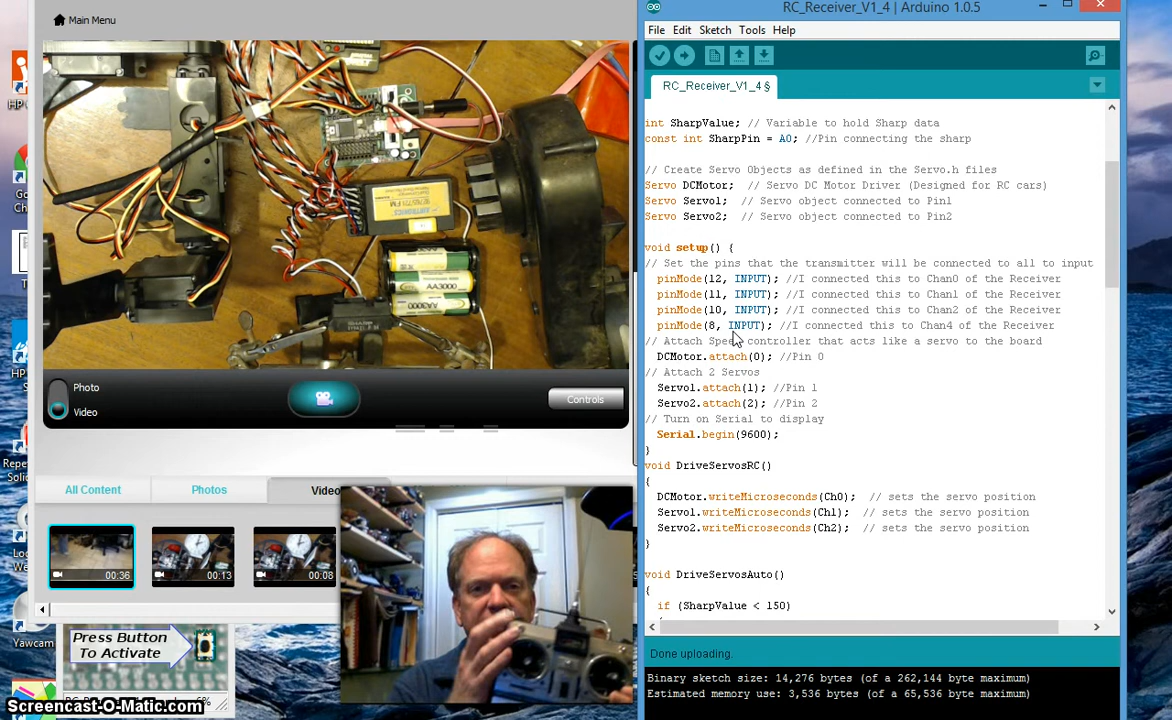 Main Menu
Photo
Video
Controls
All Content
Photos
Video
00:36
00:13
00:08
Press Button
To Activate
Yawcam
Screencast-O-Matic.com
RC_Receiver_V1_4 | Arduino 1.0.5
File Edit Sketch Tools Help
RC_Receiver_V1_4 §
int SharpValue; // Variable to hold Sharp data
const int SharpPin = A0; //Pin connecting the sharp
// Create Servo Objects as defined in the Servo.h files
Servo DCMotor; // Servo DC Motor Driver (Designed for RC cars)
Servo Servo1; // Servo object connected to Pin1
Servo Servo2; // Servo object connected to Pin2
void setup() {
// Set the pins that the transmitter will be connected to all to input
pinMode(12, INPUT); //I connected this to Chan0 of the Receiver
pinMode(11, INPUT); //I connected this to Chan1 of the Receiver
pinMode(10, INPUT); //I connected this to Chan2 of the Receiver
pinMode(8, INPUT); //I connected this to Chan4 of the Receiver
// Attach Speed controller that acts like a servo to the board
DCMotor.attach(0); //Pin 0
// Attach 2 Servos
Servo1.attach(1); //Pin 1
Servo2.attach(2); //Pin 2
// Turn on Serial to display
Serial.begin(9600);
}
void DriveServosRC()
{
DCMotor.writeMicroseconds(Ch0); // sets the servo position
Servo1.writeMicroseconds(Ch1); // sets the servo position
Servo2.writeMicroseconds(Ch2); // sets the servo position
}
void DriveServosAuto()
{
if (SharpValue < 150)
Done uploading.
Binary sketch size: 14,276 bytes (of a 262,144 byte maximum)
Estimated memory use: 3,536 bytes (of a 65,536 byte maximum)